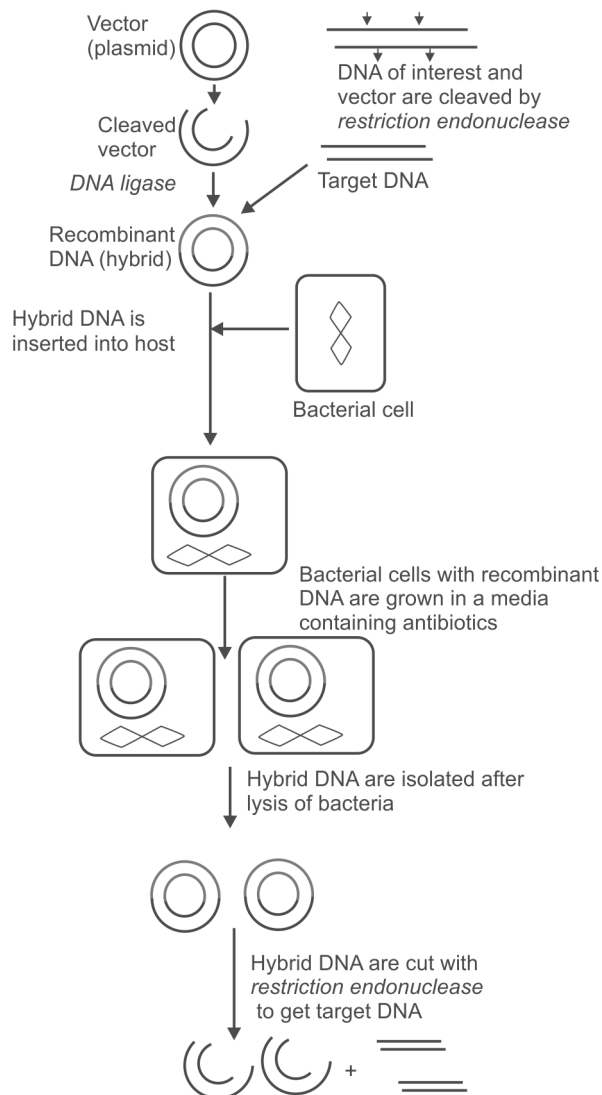 Vector
(plasmid)
DNA of interest and
vector are cleaved by
restriction endonuclease
Cleaved
vector
DNA ligase
Target DNA
Recombinant
DNA (hybrid)
Hybrid DNA is
inserted into host
Bacterial cell
Bacterial cells with recombinant
DNA are grown in a media
containing antibiotics
Hybrid DNA are isolated after
lysis of bacteria
Hybrid DNA are cut with
restriction endonuclease
to get target DNA
+